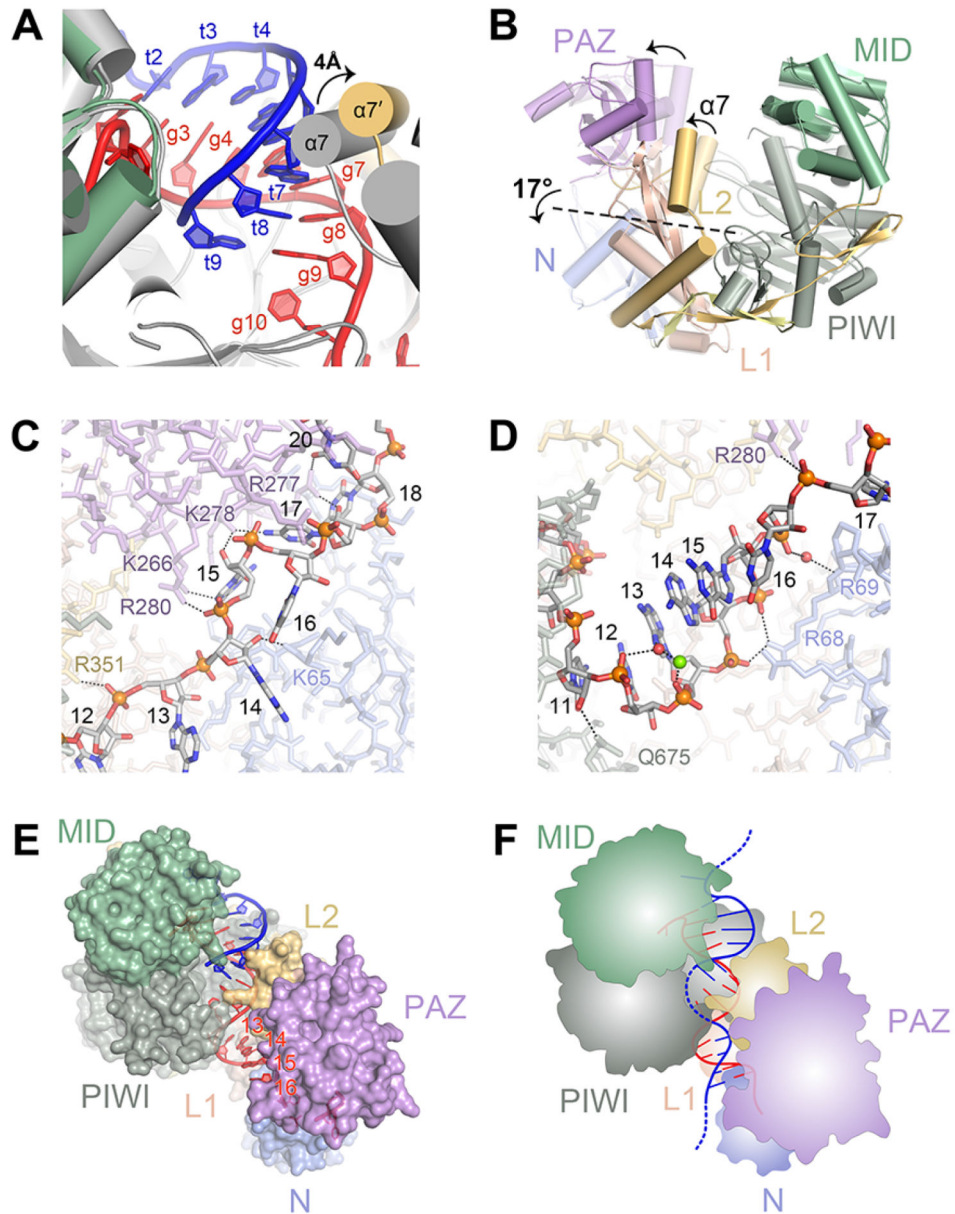 A
t2
t3
t4
4Å
α7′
α7
g3
g4
g7
t7
t8
g8
t9
g9
g10
B
PAZ
MID
α7
17°
L2
N
PIWI
L1
C
20
R277
18
K278
17
K266
15
R280
16
R351
K65
12
13
14
D
R280
17
15
14
16
13
R69
12
R68
11
Q675
E
MID
L2
PAZ
13
14
15
16
PIWI
L1
N
F
MID
L2
PAZ
PIWI
L1
N